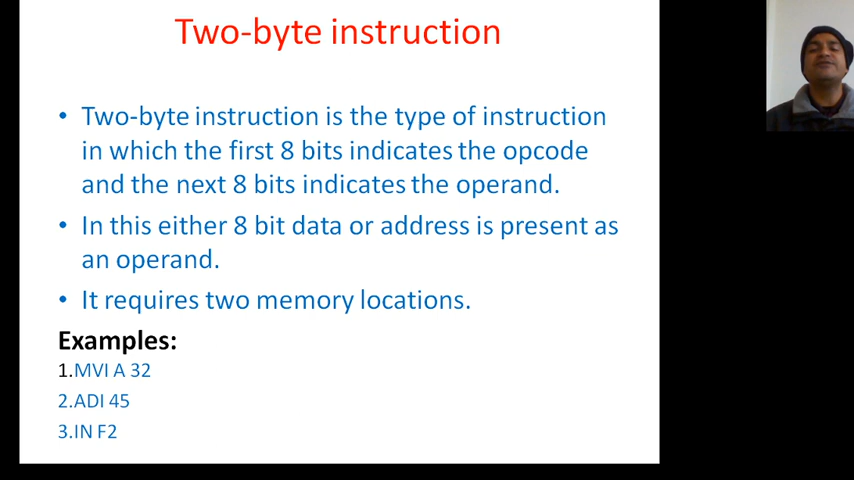 Two-byte instruction
• Two-byte instruction is the type of instruction
in which the first 8 bits indicates the opcode
and the next 8 bits indicates the operand.
• In this either 8 bit data or address is present as
an operand.
• It requires two memory locations.
Examples:
1.MVI A 32
2.ADI 45
3.IN F2